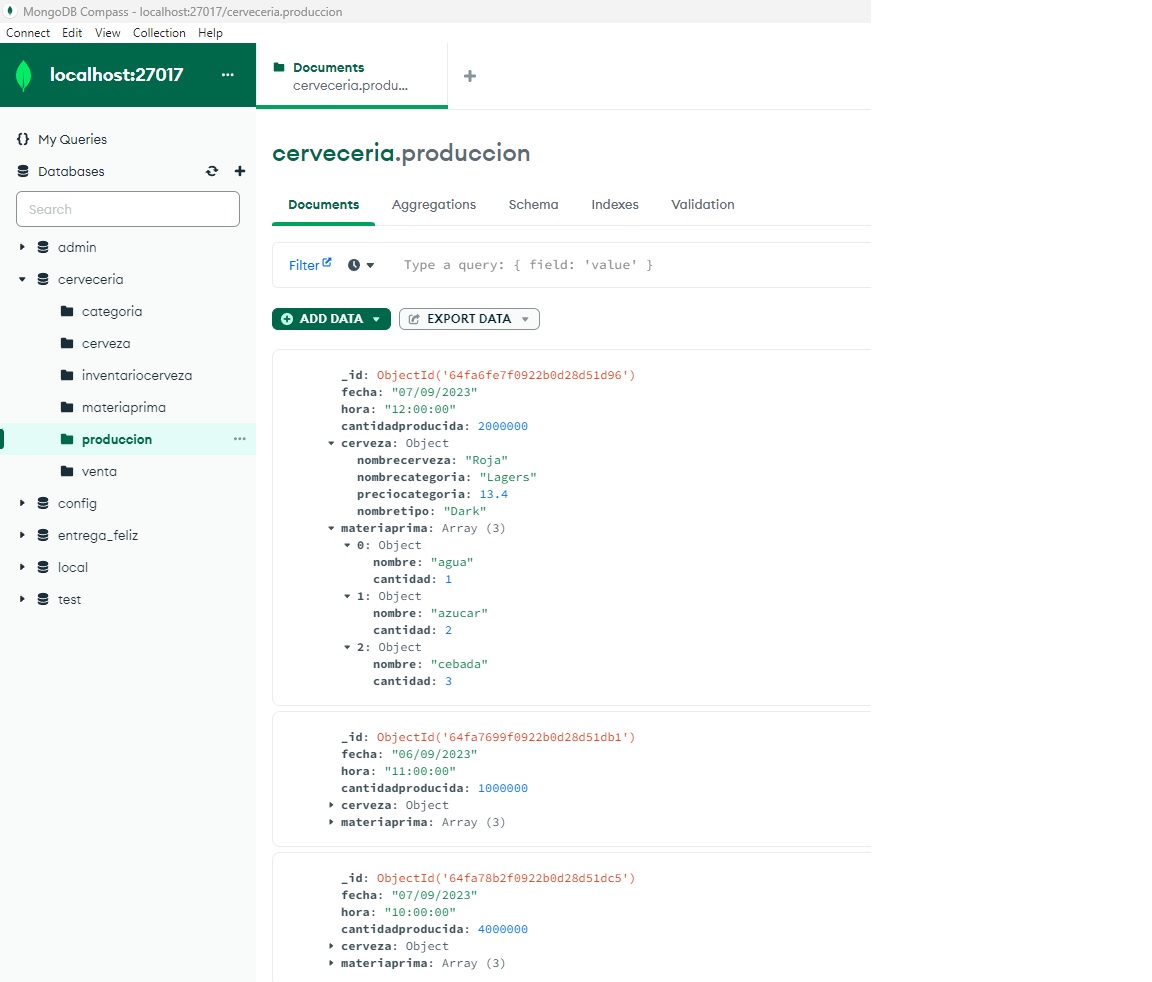 MongoDB Compass - localhost:27017/cerveceria.produccion
Connect Edit View Collection Help
localhost:27017 ...
Documents
cerveceria.produ...
My Queries
Databases
Search
admin
cerveceria
categoria
cerveza
inventariocerveza
materiaprima
produccion ...
venta
config
entrega_feliz
local
test
cerveceria.produccion
Documents Aggregations Schema Indexes Validation
Filter Type a query: { field: 'value' }
ADD DATA EXPORT DATA
_id: ObjectId('64fa6fe7f0922b0d28d51d96')
fecha: "07/09/2023"
hora: "12:00:00"
cantidadproducida: 2000000
cerveza: Object
nombrecerveza: "Roja"
nombrecategoria: "Lagers"
preciocategoria: 13.4
nombretipo: "Dark"
materiaprima: Array (3)
0: Object
nombre: "agua"
cantidad: 1
1: Object
nombre: "azucar"
cantidad: 2
2: Object
nombre: "cebada"
cantidad: 3
_id: ObjectId('64fa7699f0922b0d28d51db1')
fecha: "06/09/2023"
hora: "11:00:00"
cantidadproducida: 1000000
cerveza: Object
materiaprima: Array (3)
_id: ObjectId('64fa78b2f0922b0d28d51dc5')
fecha: "07/09/2023"
hora: "10:00:00"
cantidadproducida: 4000000
cerveza: Object
materiaprima: Array (3)